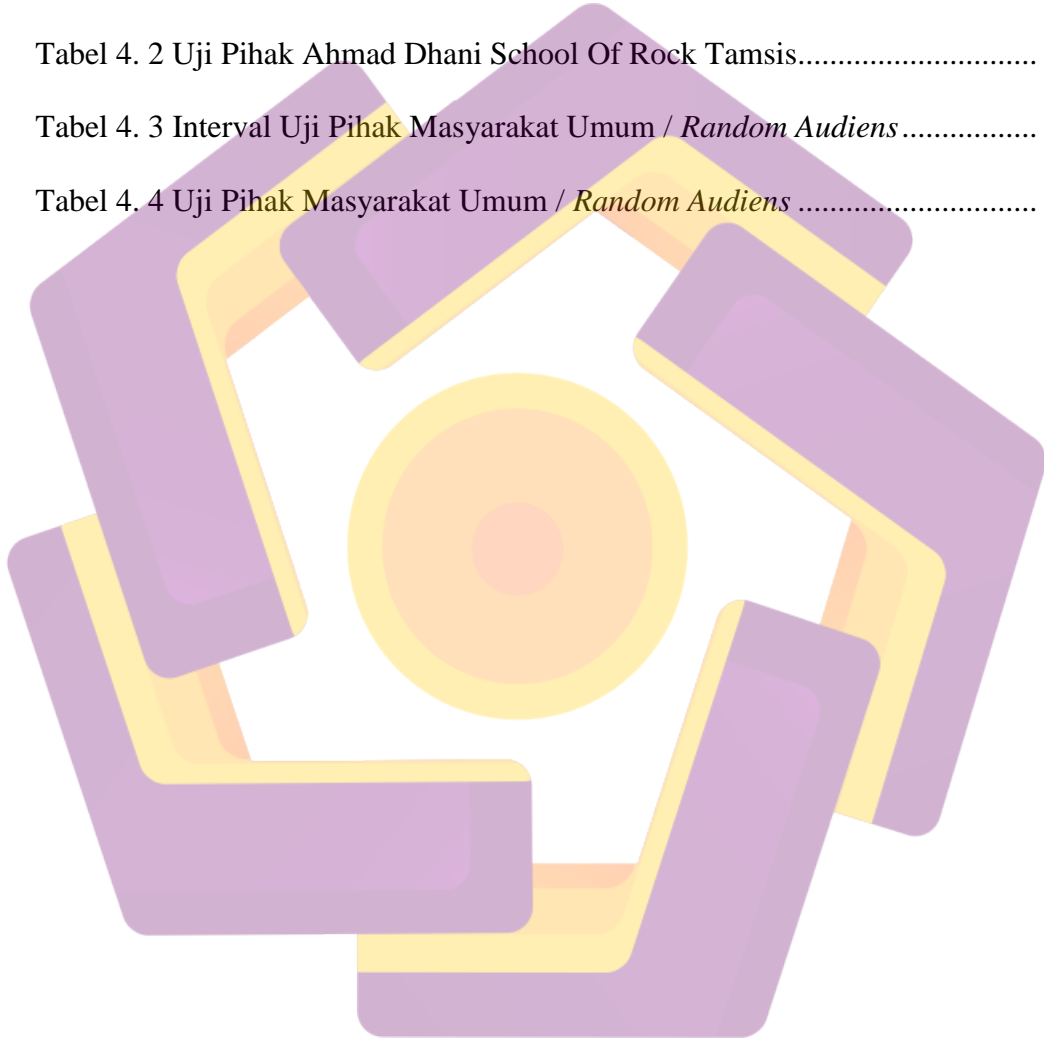 Tabel 4. 2 Uji Pihak Ahmad Dhani School Of Rock Tamsis..............................
Tabel 4. 3 Interval Uji Pihak Masyarakat Umum / Random Audiens.................
Tabel 4. 4 Uji Pihak Masyarakat Umum / Random Audiens ..............................